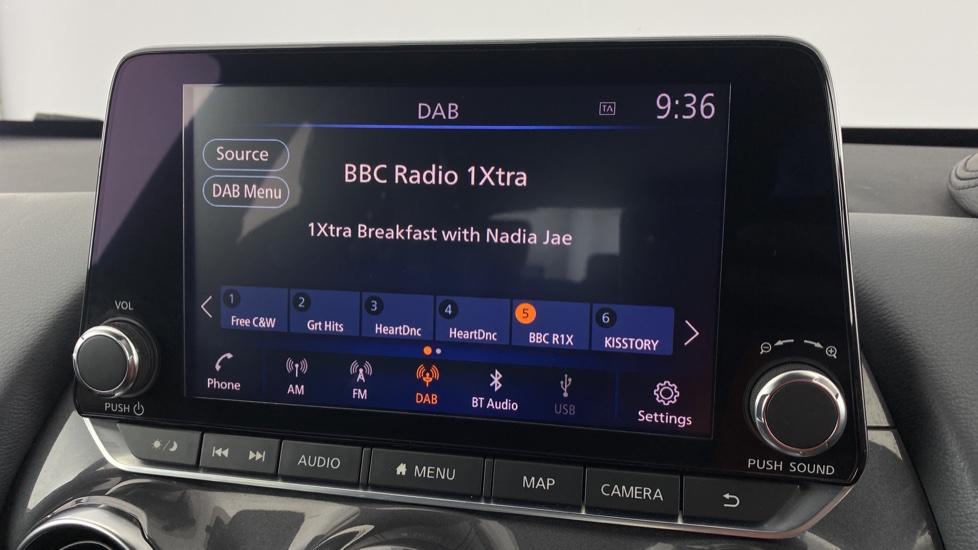 DAB
TA
9:36
Source
BBC Radio 1Xtra
DAB Menu
1Xtra Breakfast with Nadia Jae
1 Free C&W
2 Grt Hits
3 HeartDnc
4 HeartDnc
5 BBC R1X
6 KISSTORY
Phone
AM
FM
DAB
BT Audio
USB
Settings
VOL
PUSH
PUSH SOUND
AUDIO
MENU
MAP
CAMERA